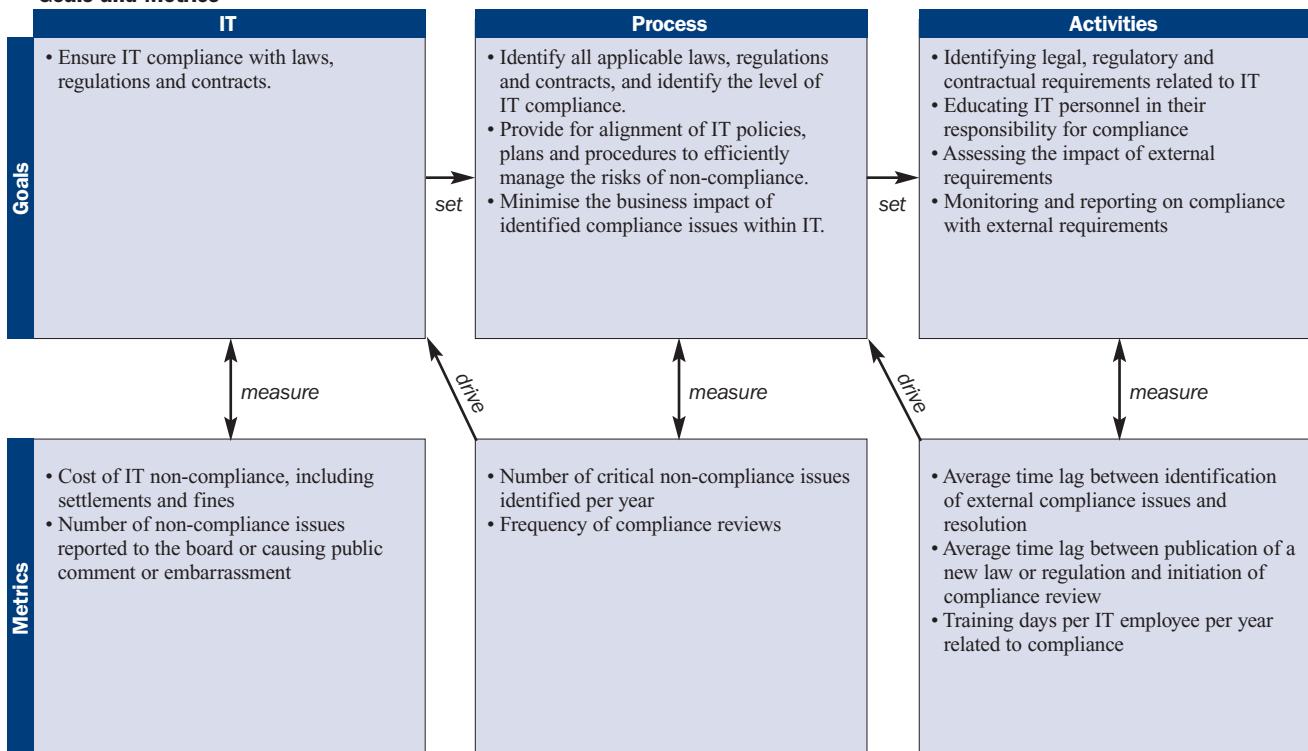 Goals and Metrics
IT
Process
Activities
Goals
• Ensure IT compliance with laws,
regulations and contracts.
set
• Identify all applicable laws, regulations
and contracts, and identify the level of
IT compliance.
• Provide for alignment of IT policies,
plans and procedures to efficiently
manage the risks of non-compliance.
• Minimise the business impact of
identified compliance issues within IT.
set
• Identifying legal, regulatory and
contractual requirements related to IT
• Educating IT personnel in their
responsibility for compliance
• Assessing the impact of external
requirements
• Monitoring and reporting on compliance
with external requirements
measure
drive
measure
drive
measure
Metrics
• Cost of IT non-compliance, including
settlements and fines
• Number of non-compliance issues
reported to the board or causing public
comment or embarrassment
• Number of critical non-compliance issues
identified per year
• Frequency of compliance reviews
• Average time lag between identification
of external compliance issues and
resolution
• Average time lag between publication of a
new law or regulation and initiation of
compliance review
• Training days per IT employee per year
related to compliance